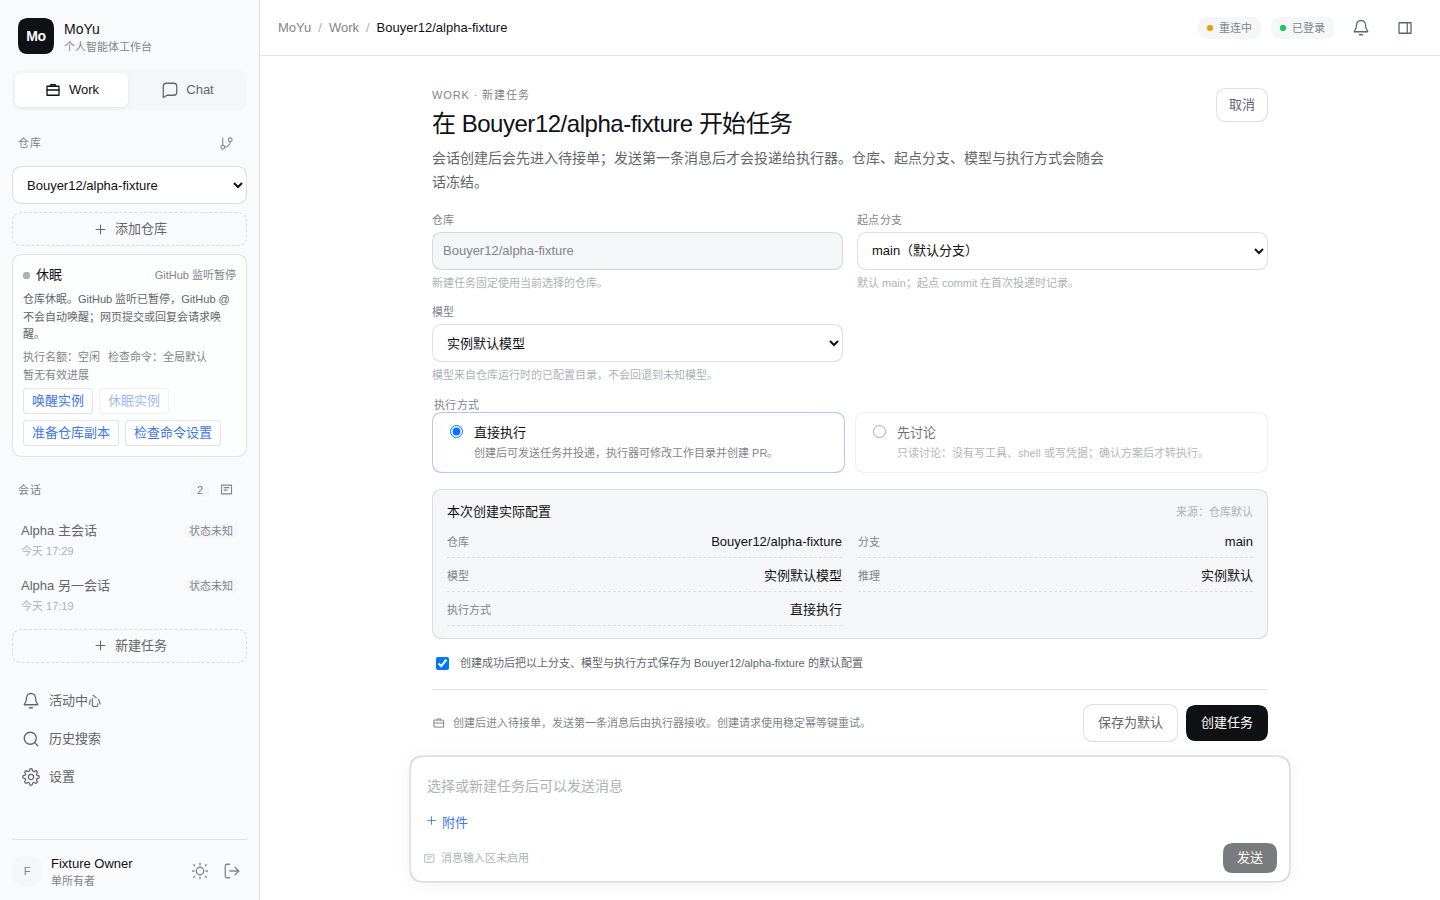 Mo
MoYu
个人智能体工作台
Work
Chat
仓库
Bouyer12/alpha-fixture
添加仓库
休眠
GitHub 监听暂停
仓库休眠。GitHub 监听已暂停，GitHub @
不会自动唤醒；网页提交或回复会请求唤
醒。
执行名额：空闲 检查命令：全局默认
暂无有效进展
唤醒实例
休眠实例
准备仓库副本
检查命令设置
会话
2
Alpha 主会话
状态未知
今天 17:29
Alpha 另一会话
状态未知
今天 17:19
新建任务
活动中心
历史搜索
设置
F
Fixture Owner
单所有者
MoYu / Work / Bouyer12/alpha-fixture
重连中
已登录
WORK · 新建任务
在 Bouyer12/alpha-fixture 开始任务
取消
会话创建后会先进入待接单；发送第一条消息后才会投递给执行器。仓库、起点分支、模型与执行方式会随会
话冻结。
仓库
Bouyer12/alpha-fixture
新建任务固定使用当前选择的仓库。
起点分支
main（默认分支）
默认 main；起点 commit 在首次投递时记录。
模型
实例默认模型
模型来自仓库运行时的已配置目录，不会回退到未知模型。
执行方式
直接执行
创建后可发送任务并投递，执行器可修改工作目录并创建 PR。
先讨论
只读讨论：没有写工具、shell 或写凭据；确认方案后才转执行。
本次创建实际配置
来源：仓库默认
仓库
Bouyer12/alpha-fixture
分支
main
模型
实例默认模型
推理
实例默认
执行方式
直接执行
创建成功后把以上分支、模型与执行方式保存为 Bouyer12/alpha-fixture 的默认配置
创建后进入待接单，发送第一条消息后由执行器接收。创建请求使用稳定幂等键重试。
保存为默认
创建任务
选择或新建任务后可以发送消息
附件
消息输入区未启用
发送